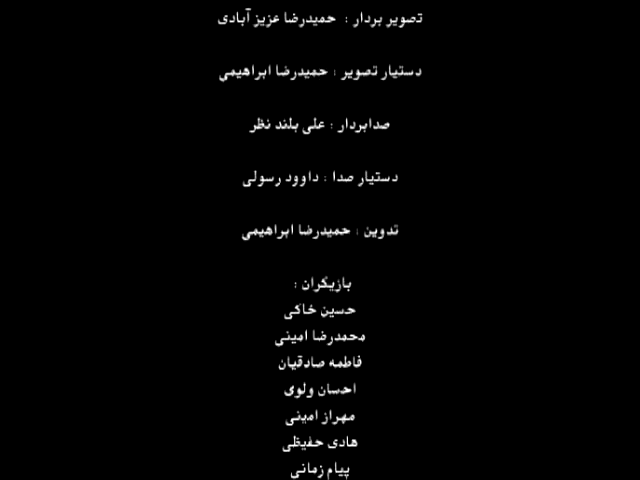 تصویر بردار : حمیدرضا عزیز آبادی
دستیار تصویر : حمیدرضا ابراهیمی
صدابردار : علی بلند نظر
دستیار صدا : داوود رسولی
تدوین : حمیدرضا ابراهیمی
بازیگران :
حسین خاکی
محمدرضا امینی
فاطمه صادقیان
احسان ولوی
مهراز امینی
هادی حفیظی
پیام زمانی